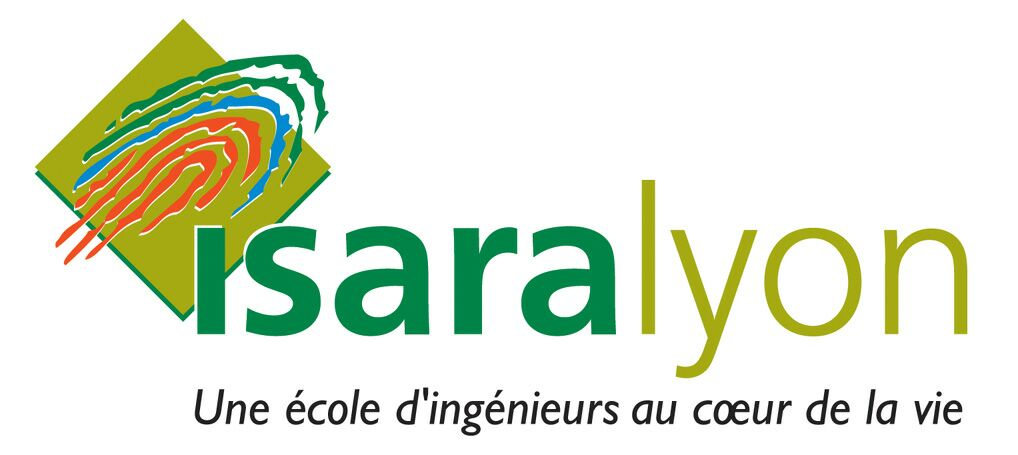 isaralyon
Une école d'ingénieurs au cœur de la vie